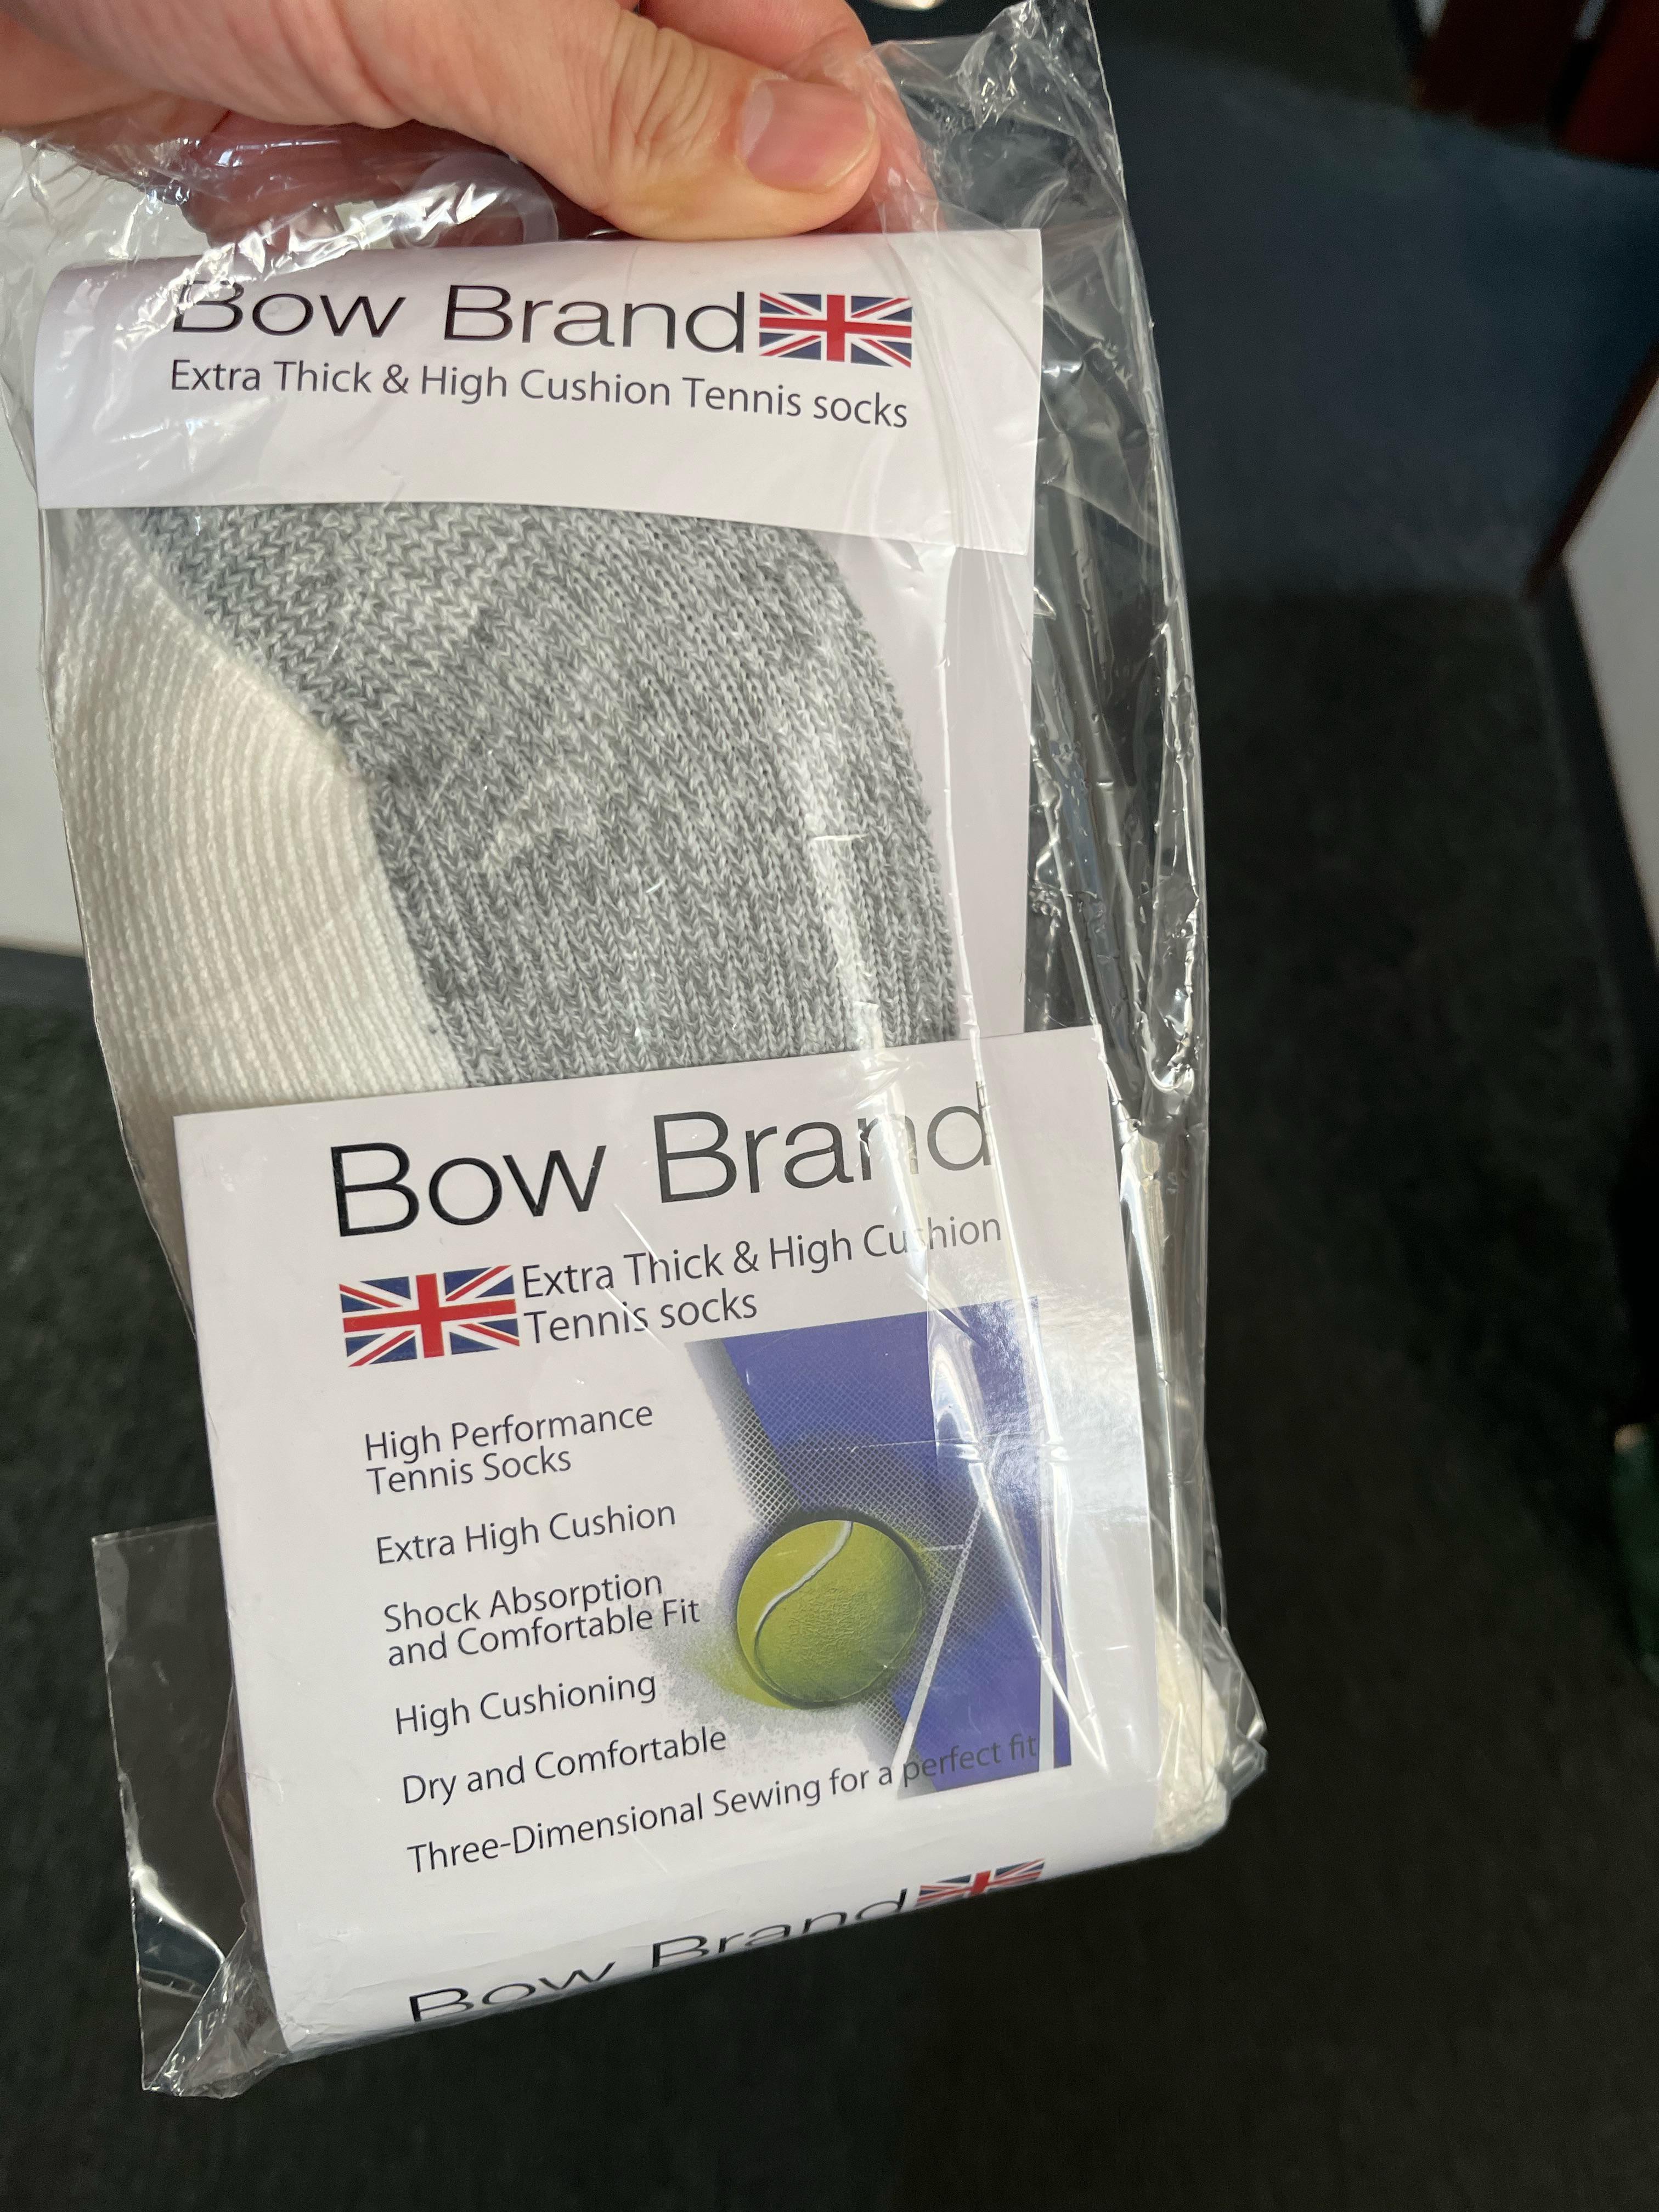 Bow Brand
Extra Thick & High Cushion Tennis socks
Bow Brand
Extra Thick & High Cushion
Tennis socks
High Performance
Tennis Socks
Extra High Cushion
Shock Absorption
and Comfortable Fit
High Cushioning
Dry and Comfortable
Three-Dimensional Sewing for a perfect fit
Bow Brand